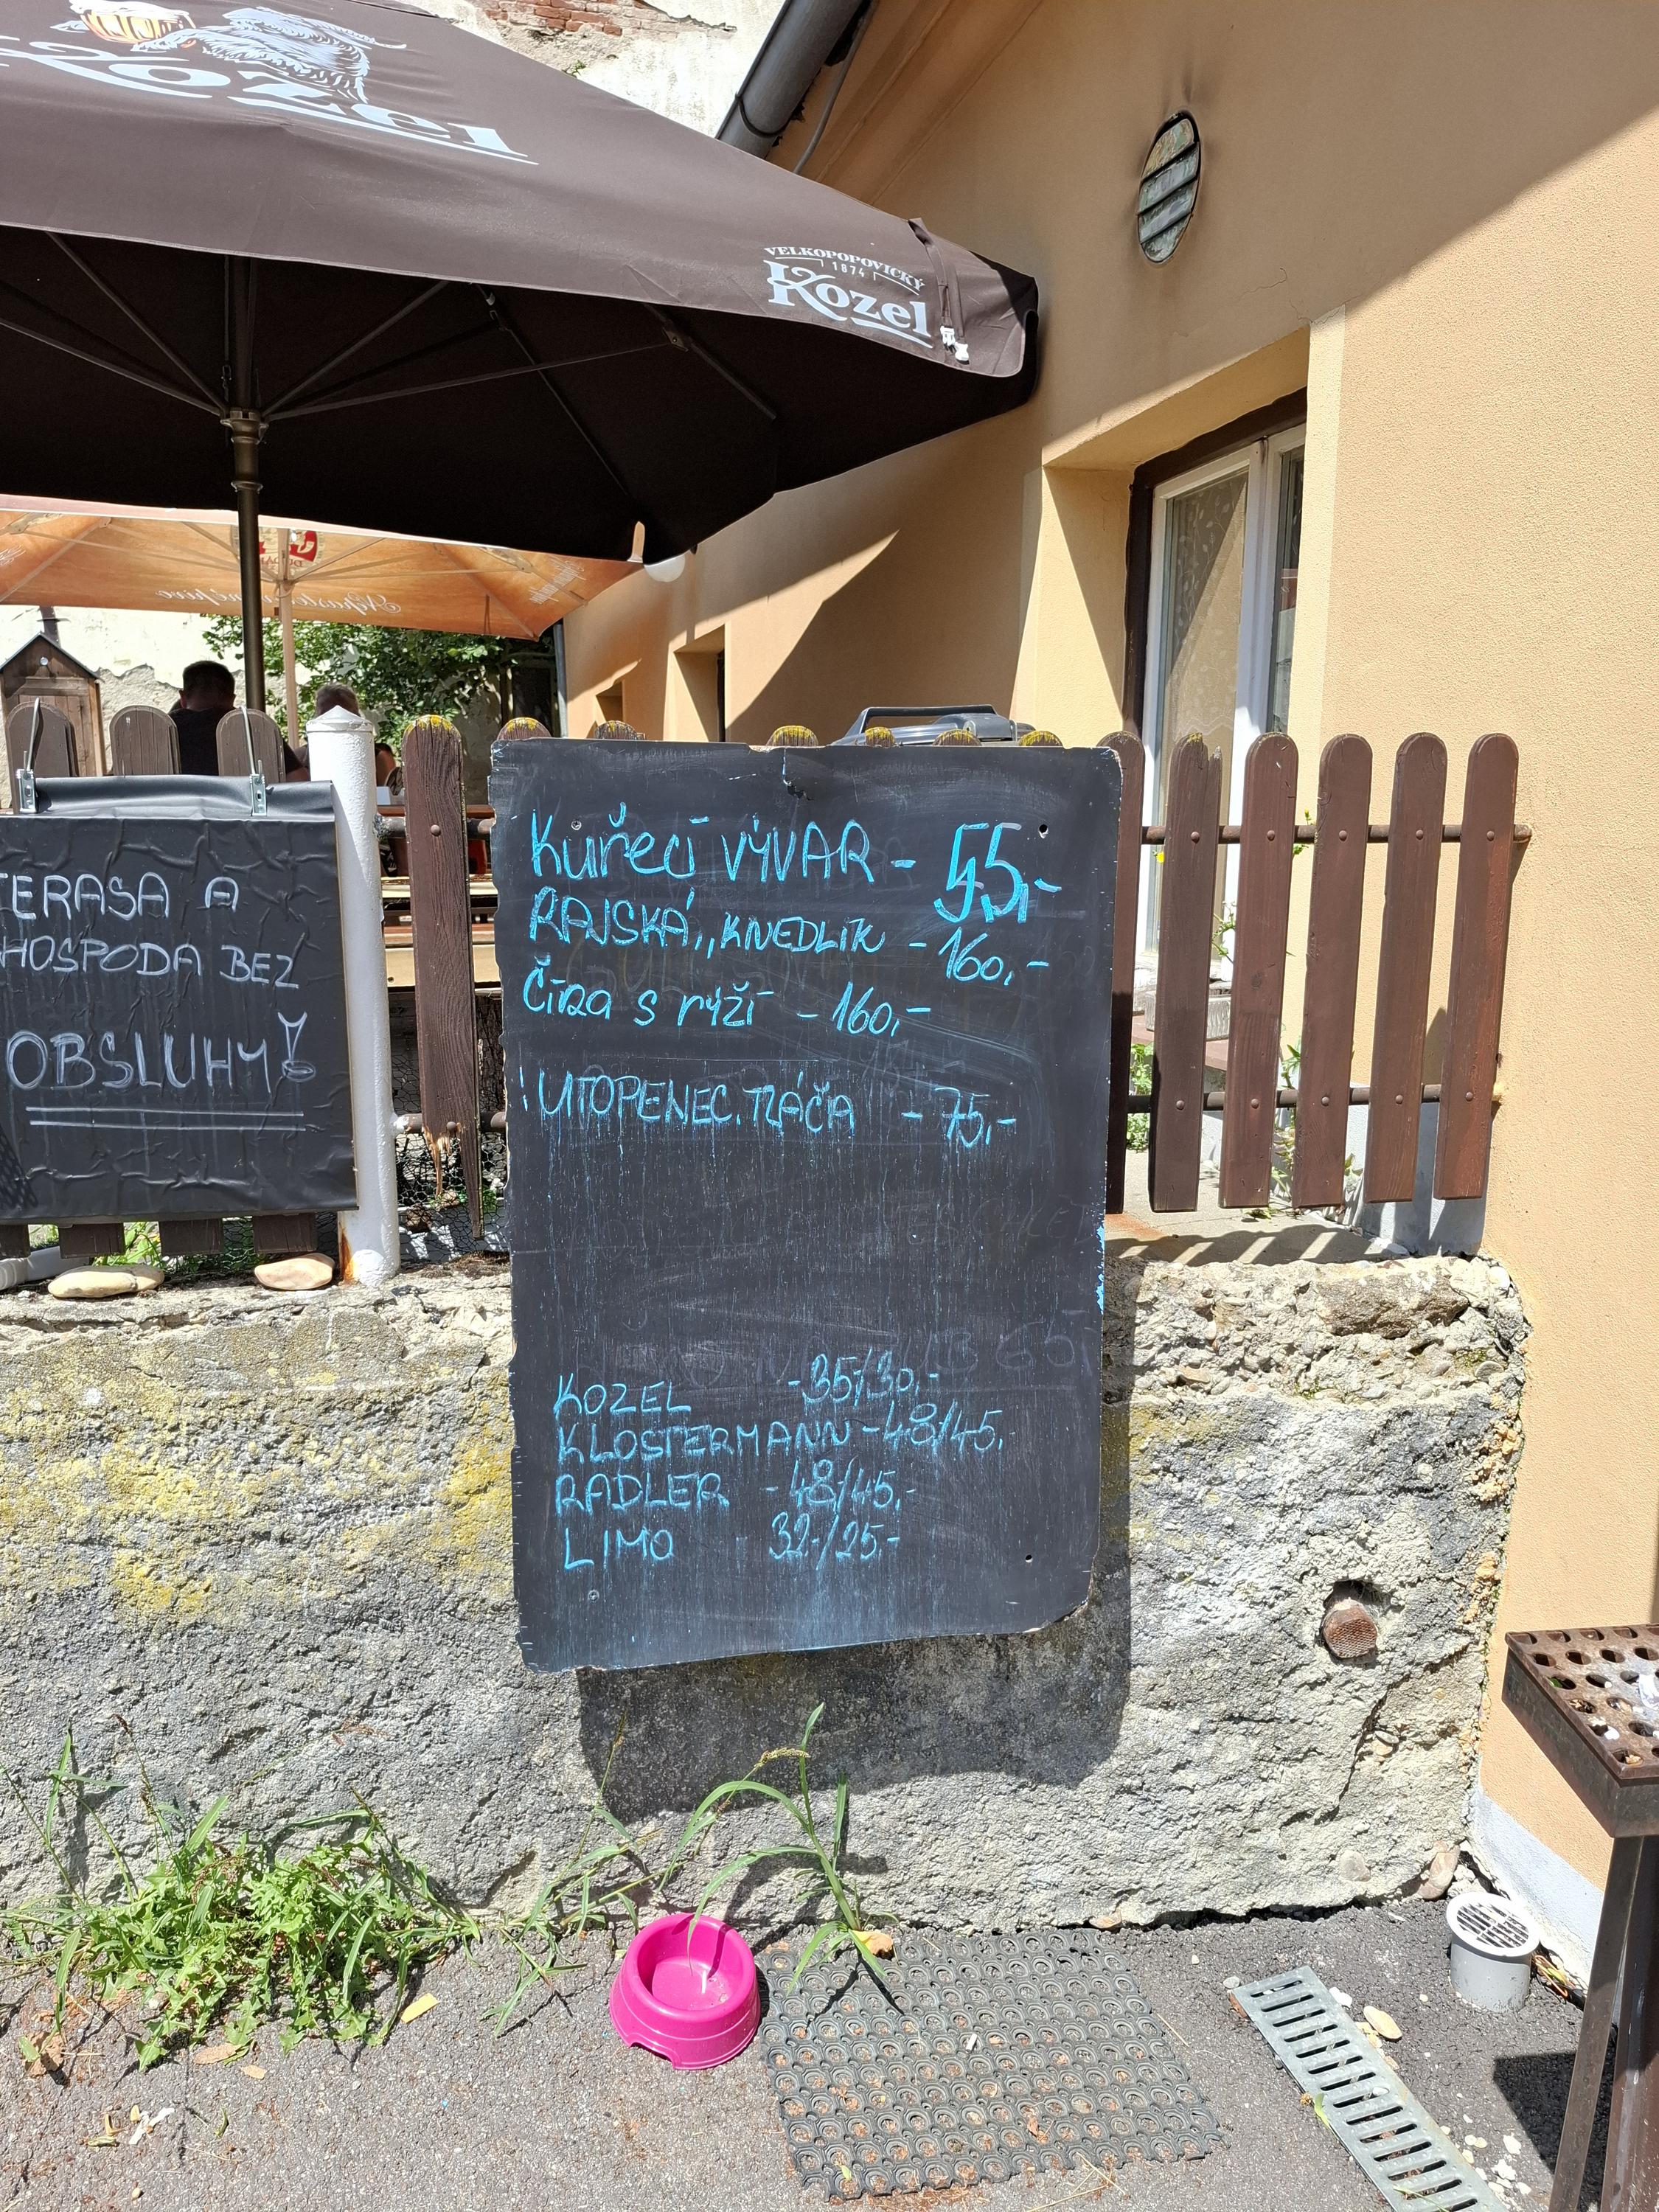 Kozel
VELKOPOPOVICKÝ
1874
Kozel
TERASA A
HOSPODA BEZ
OBSLUHY!
Kuřecí VÝVAR - 55,-
RAJSKÁ,, KNEDLÍK - 160,-
Čína s rýží - 160,-
! UTOPENEC. TLAČA - 75,-
KOZEL - 35/30,-
KLOSTERMANN - 48/45,
RADLER - 48/45,-
LIMO 32-/25.-